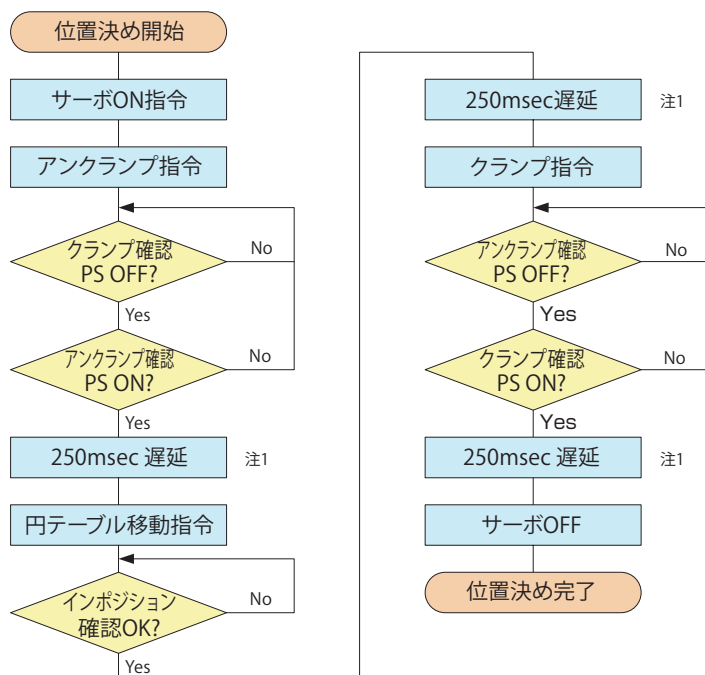 位置決め開始
サーボON指令
アンクランプ指令
クランプ確認
PS OFF?
No
Yes
アンクランプ確認
PS ON?
No
Yes
250msec 遅延
注1
円テーブル移動指令
インポジション
確認OK?
No
Yes
250msec遅延
注1
クランプ指令
アンクランプ確認
PS OFF?
No
Yes
クランプ確認
PS ON?
No
Yes
250msec 遅延
注1
サーボOFF
位置決め完了